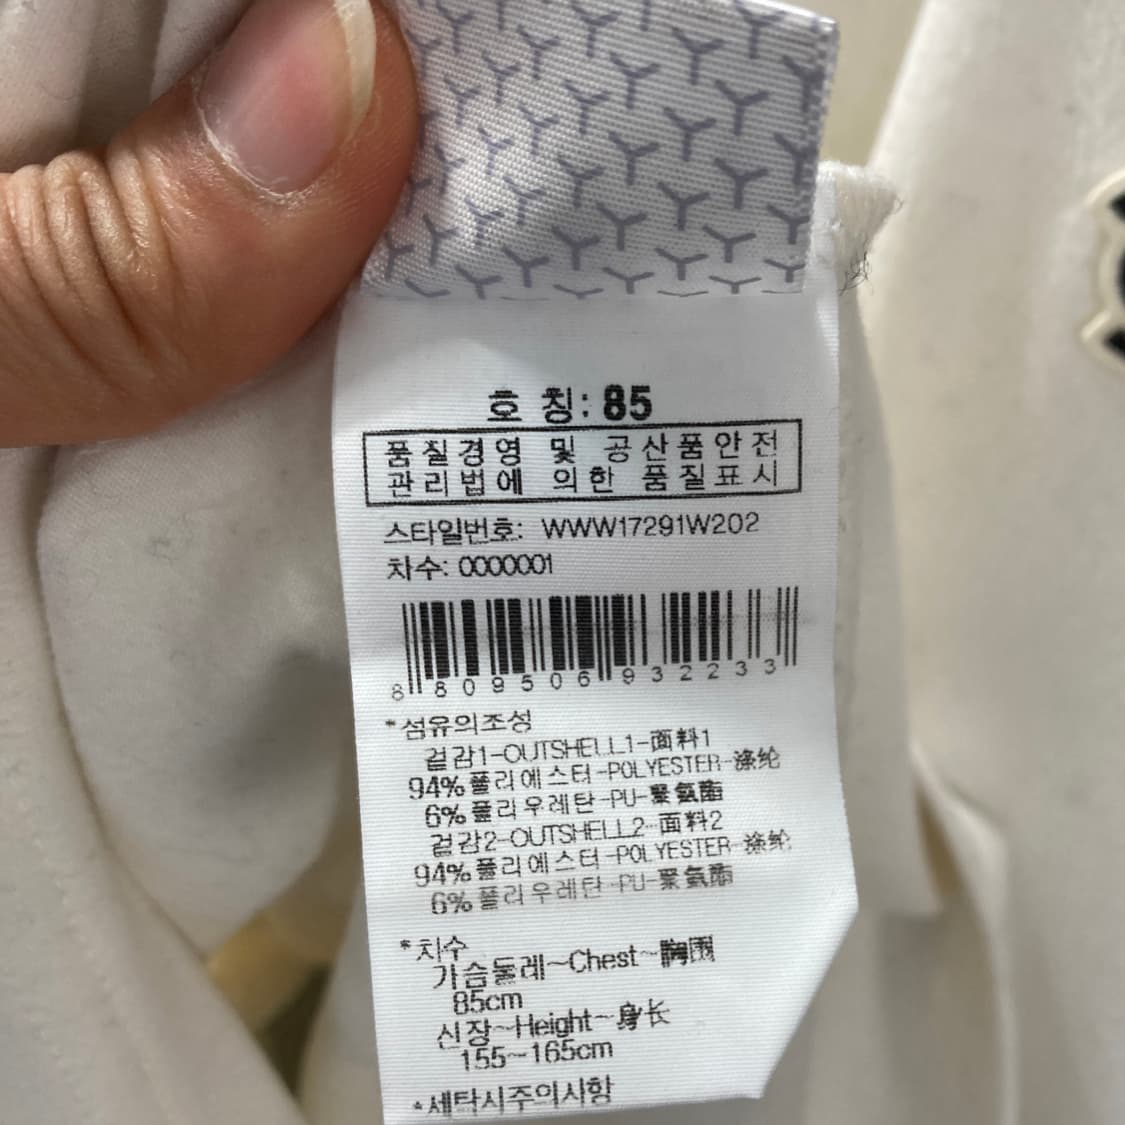 호 칭: 85
품질경영 및 공산품안전
관리법에 의한 품질표시
스타일번호: WWW17291W202
차수: 0000001
8 809506 932233
*섬유의조성
겉감1-OUTSHELL1-面料1
94%폴리에스터-POLYESTER-涤纶
6%폴리우레탄-PU-聚氨酯
겉감2-OUTSHELL2-面料2
94%폴리에스터-POLYESTER-涤纶
6%폴리우레탄-PU-聚氨酯
*치수
가슴둘레~Chest~胸围
85cm
신장~Height~身长
155~165cm
*세탁시주의사항